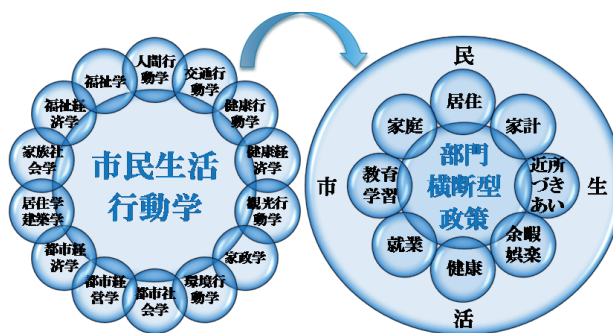 市民生活
行動学
人間行
動学
交通行
動学
健康行
動学
健康経
済学
観光行
動学
家政学
環境行
動学
都市社
会学
都市経
営学
都市経
済学
居住学
建築学
家族社
会学
福祉経
済学
福祉学
市
民
生
活
部門
横断型
政策
居住
家計
近所
づき
あい
余暇
娯楽
健康
就業
教育
学習
家庭